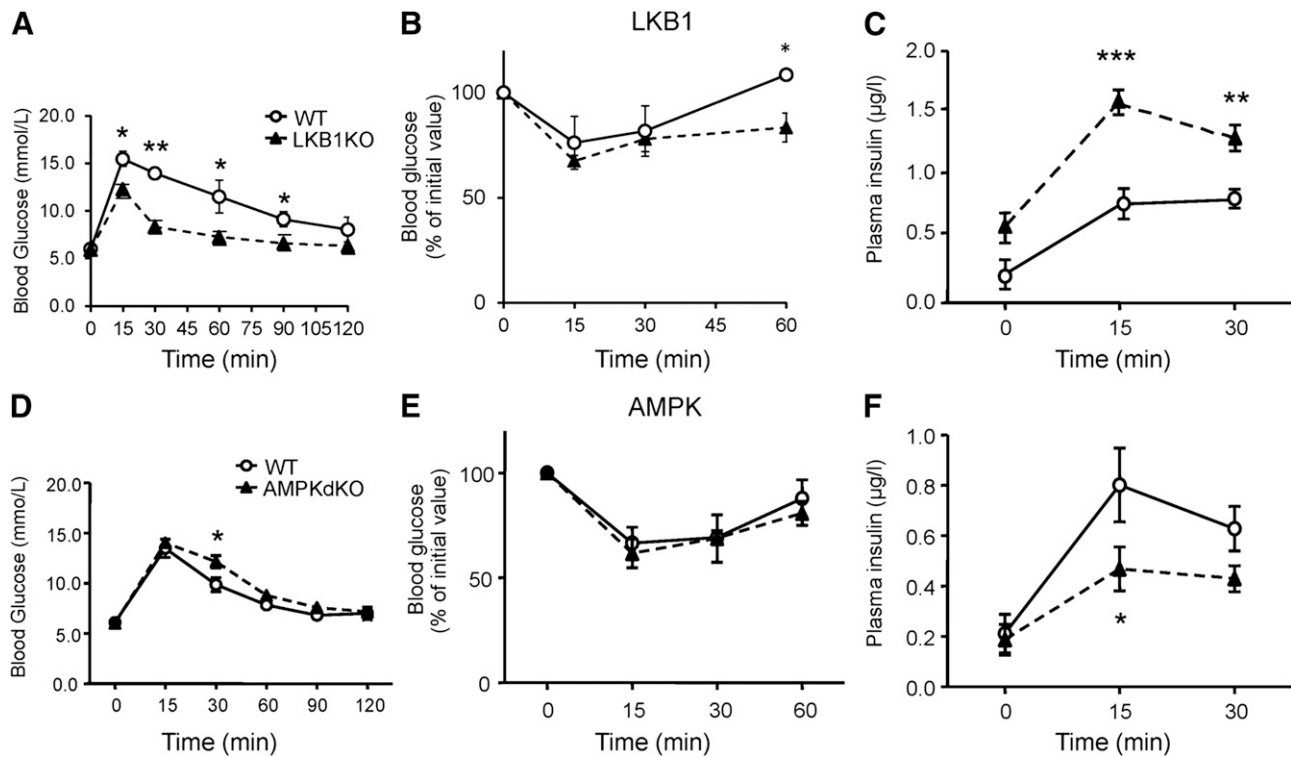 A
Blood Glucose (mmol/L)
20.0
15.0
10.0
5.0
0.0
WT
LKB1KO
*
**
*
*
0 15 30 45 60 75 90 105 120
Time (min)
B
LKB1
Blood glucose
(% of initial value)
100
50
0
*
0 15 30 45 60
Time (min)
C
Plasma insulin (µg/l)
2.0
1.0
0.5
0.0
***
**
0 15 30
Time (min)
D
Blood Glucose (mmol/L)
20.0
15.0
10.0
5.0
0.0
WT
AMPKdKO
*
0 15 30 60 90 120
Time (min)
E
AMPK
Blood glucose
(% of initial value)
100
50
0
0 15 30 60
Time (min)
F
Plasma insulin (µg/l)
1.0
0.8
0.6
0.4
0.2
0.0
*
0 15 30
Time (min)